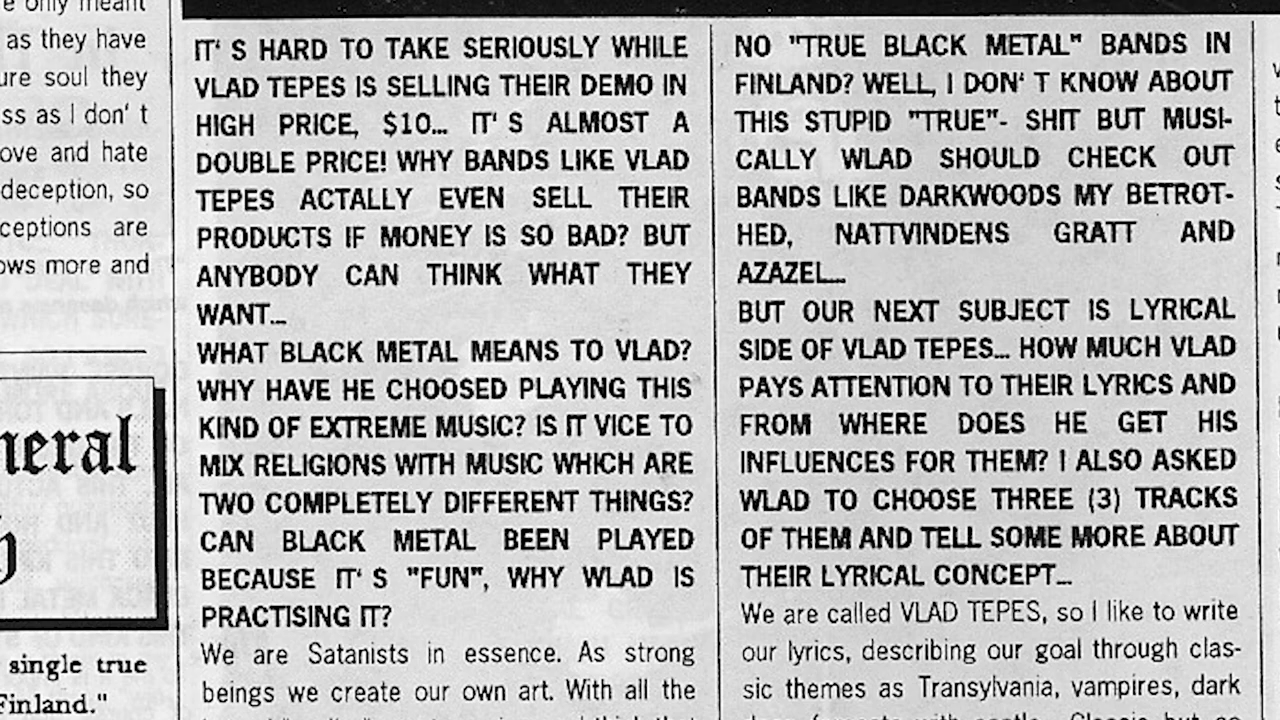 e only meant
as they have
ure soul they
ss as I don' t
ove and hate
deception, so
ceptions are
ows more and
neral
single true
Finland."
IT' S HARD TO TAKE SERIOUSLY WHILE
VLAD TEPES IS SELLING THEIR DEMO IN
HIGH PRICE, $10... IT' S ALMOST A
DOUBLE PRICE! WHY BANDS LIKE VLAD
TEPES ACTALLY EVEN SELL THEIR
PRODUCTS IF MONEY IS SO BAD? BUT
ANYBODY CAN THINK WHAT THEY
WANT...
WHAT BLACK METAL MEANS TO VLAD?
WHY HAVE HE CHOOSED PLAYING THIS
KIND OF EXTREME MUSIC? IS IT VICE TO
MIX RELIGIONS WITH MUSIC WHICH ARE
TWO COMPLETELY DIFFERENT THINGS?
CAN BLACK METAL BEEN PLAYED
BECAUSE IT' S "FUN", WHY WLAD IS
PRACTISING IT?
We are Satanists in essence. As strong
beings we create our own art. With all the
NO "TRUE BLACK METAL" BANDS IN
FINLAND? WELL, I DON' T KNOW ABOUT
THIS STUPID "TRUE"- SHIT BUT MUSI-
CALLY WLAD SHOULD CHECK OUT
BANDS LIKE DARKWOODS MY BETROT-
HED, NATTVINDENS GRATT AND
AZAZEL...
BUT OUR NEXT SUBJECT IS LYRICAL
SIDE OF VLAD TEPES... HOW MUCH VLAD
PAYS ATTENTION TO THEIR LYRICS AND
FROM WHERE DOES HE GET HIS
INFLUENCES FOR THEM? I ALSO ASKED
WLAD TO CHOOSE THREE (3) TRACKS
OF THEM AND TELL SOME MORE ABOUT
THEIR LYRICAL CONCEPT...
We are called VLAD TEPES, so I like to write
our lyrics, describing our goal through clas-
sic themes as Transylvania, vampires, dark